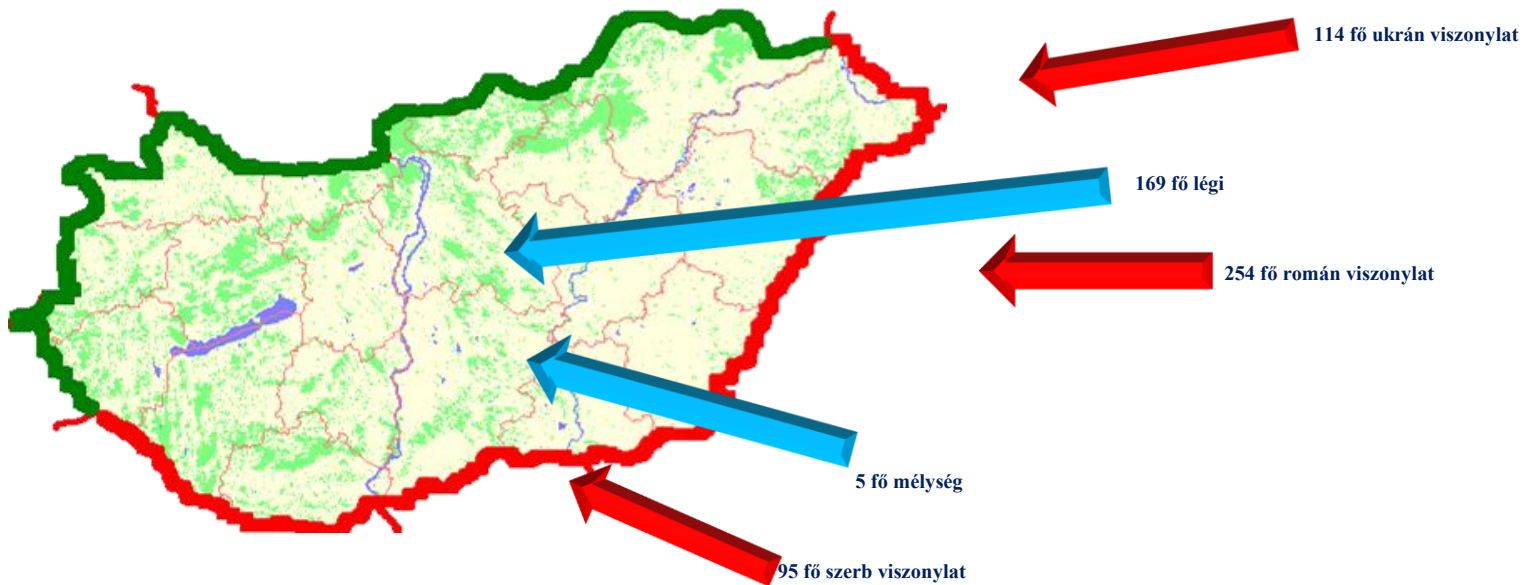 114 fő ukrán viszonylat
169 fő légi
254 fő román viszonylat
5 fő mélység
95 fő szerb viszonylat